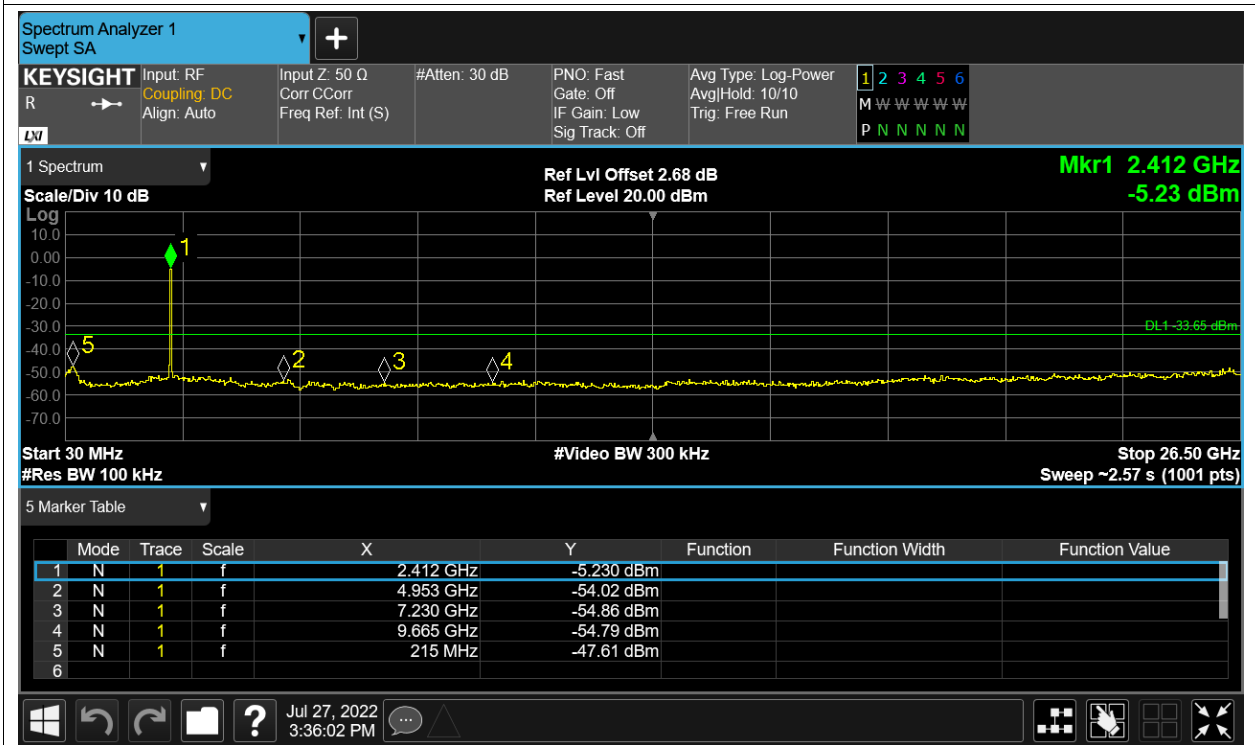 Spectrum Analyzer 1
Swept SA
+
KEYSIGHT Input: RF Input Z: 50 Ω #Atten: 30 dB PNO: Fast Avg Type: Log-Power 1 2 3 4 5 6
R Coupling: DC Corr CCorr Gate: Off Avg|Hold: 10/10 M W W W W W W
Align: Auto Freq Ref: Int (S) IF Gain: Low Trig: Free Run
LXI Sig Track: Off P N N N N N N
1 Spectrum Ref Lvl Offset 2.68 dB Mkr1 2.412 GHz
Scale/Div 10 dB Ref Level 20.00 dBm -5.23 dBm
Log
10.0
1
0.00
-10.0
-20.0
-30.0 DL1 -33.65 dBm
-40.0 5
2 3 4
-50.0
-60.0
-70.0
Start 30 MHz #Video BW 300 kHz Stop 26.50 GHz
#Res BW 100 kHz Sweep ~2.57 s (1001 pts)
5 Marker Table
Mode Trace Scale X Y Function Function Width Function Value
1 N 1 f 2.412 GHz -5.230 dBm
2 N 1 f 4.953 GHz -54.02 dBm
3 N 1 f 7.230 GHz -54.86 dBm
4 N 1 f 9.665 GHz -54.79 dBm
5 N 1 f 215 MHz -47.61 dBm
6
? Jul 27, 2022
3:36:02 PM